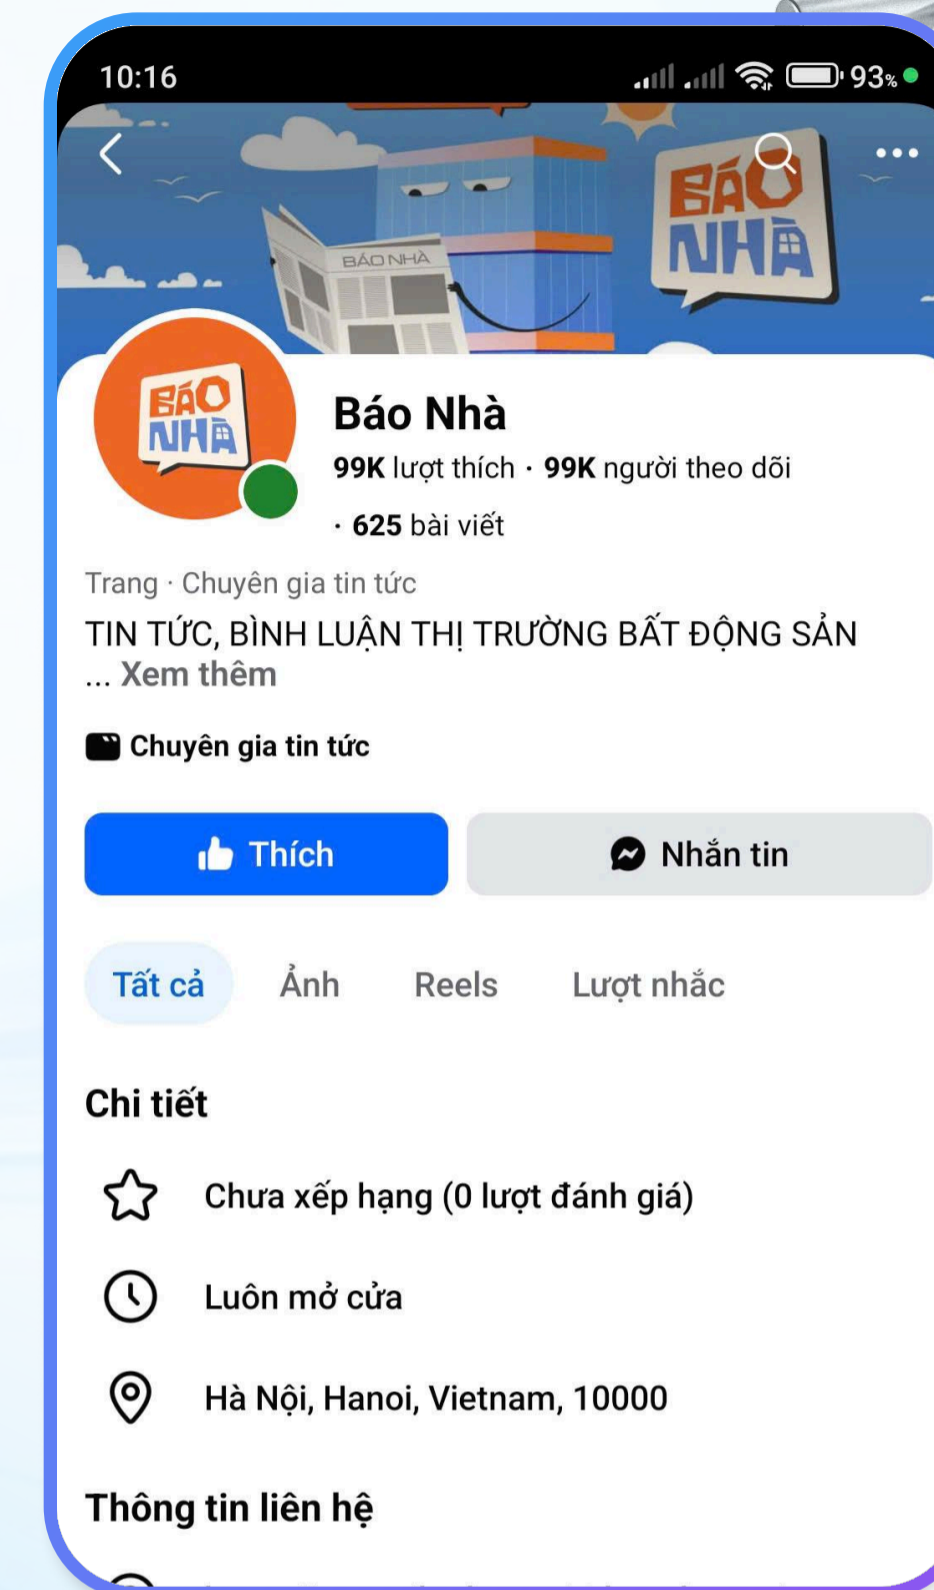 10:16
93%
BÁO
NHÀ
BÁO NHÀ
BÁO
NHÀ
Báo Nhà
99K lượt thích · 99K người theo dõi
· 625 bài viết
Trang · Chuyên gia tin tức
TIN TỨC, BÌNH LUẬN THỊ TRƯỜNG BẤT ĐỘNG SẢN
... Xem thêm
Chuyên gia tin tức
Thích
Nhắn tin
Tất cả
Ảnh
Reels
Lượt nhắc
Chi tiết
Chưa xếp hạng (0 lượt đánh giá)
Luôn mở cửa
Hà Nội, Hanoi, Vietnam, 10000
Thông tin liên hệ